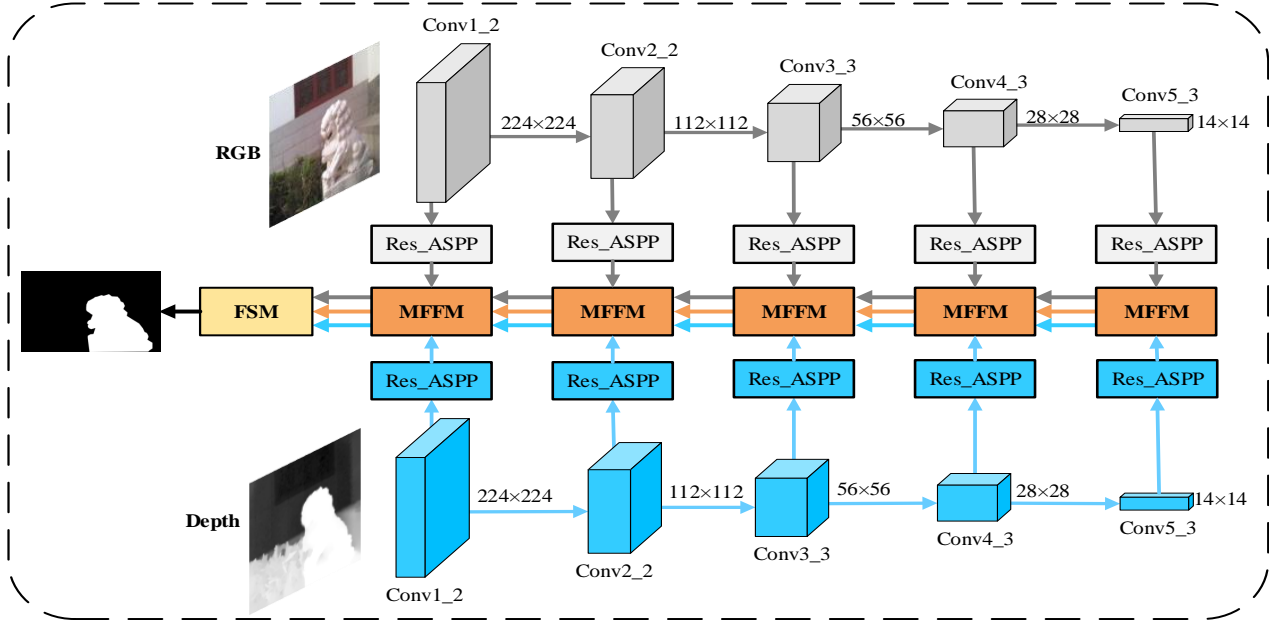 Conv1_2
Conv2_2
Conv3_3
Conv4_3
Conv5_3
224×224
112×112
56×56
28×28
14×14
RGB
Res_ASPP
Res_ASPP
Res_ASPP
Res_ASPP
Res_ASPP
FSM
MFFM
MFFM
MFFM
MFFM
MFFM
Res_ASPP
Res_ASPP
Res_ASPP
Res_ASPP
Res_ASPP
Depth
224×224
112×112
56×56
28×28
14×14
Conv1_2
Conv2_2
Conv3_3
Conv4_3
Conv5_3